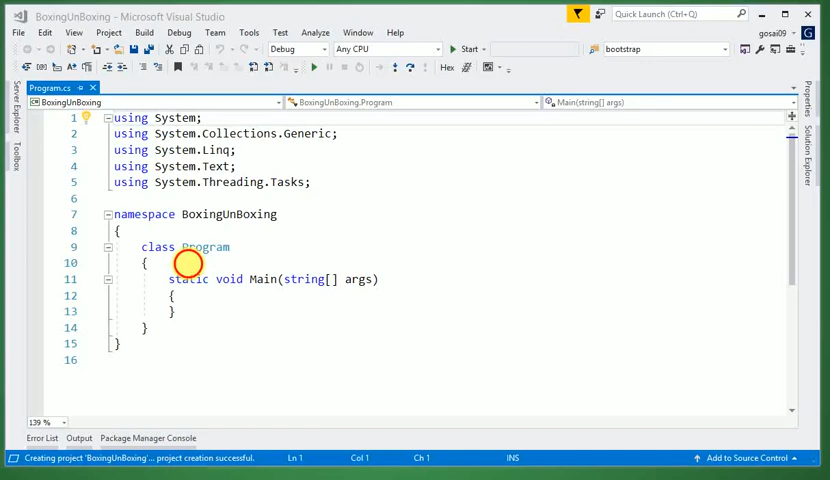 BoxingUnBoxing - Microsoft Visual Studio
Quick Launch (Ctrl+Q)
File Edit View Project Build Debug Team Tools Test Analyze Window Help
gosai09 G
Debug Any CPU Start bootstrap
Hex
Program.cs
BoxingUnBoxing BoxingUnBoxing.Program Main(string[] args)
Server Explorer
Toolbox
Properties
Solution Explorer
1 using System;
2 using System.Collections.Generic;
3 using System.Linq;
4 using System.Text;
5 using System.Threading.Tasks;
6
7 namespace BoxingUnBoxing
8 {
9 class Program
10 {
11 static void Main(string[] args)
12 {
13 }
14 }
15 }
16
139 %
Error List Output Package Manager Console
Creating project 'BoxingUnBoxing'... project creation successful. Ln 1 Col 1 Ch 1 INS Add to Source Control